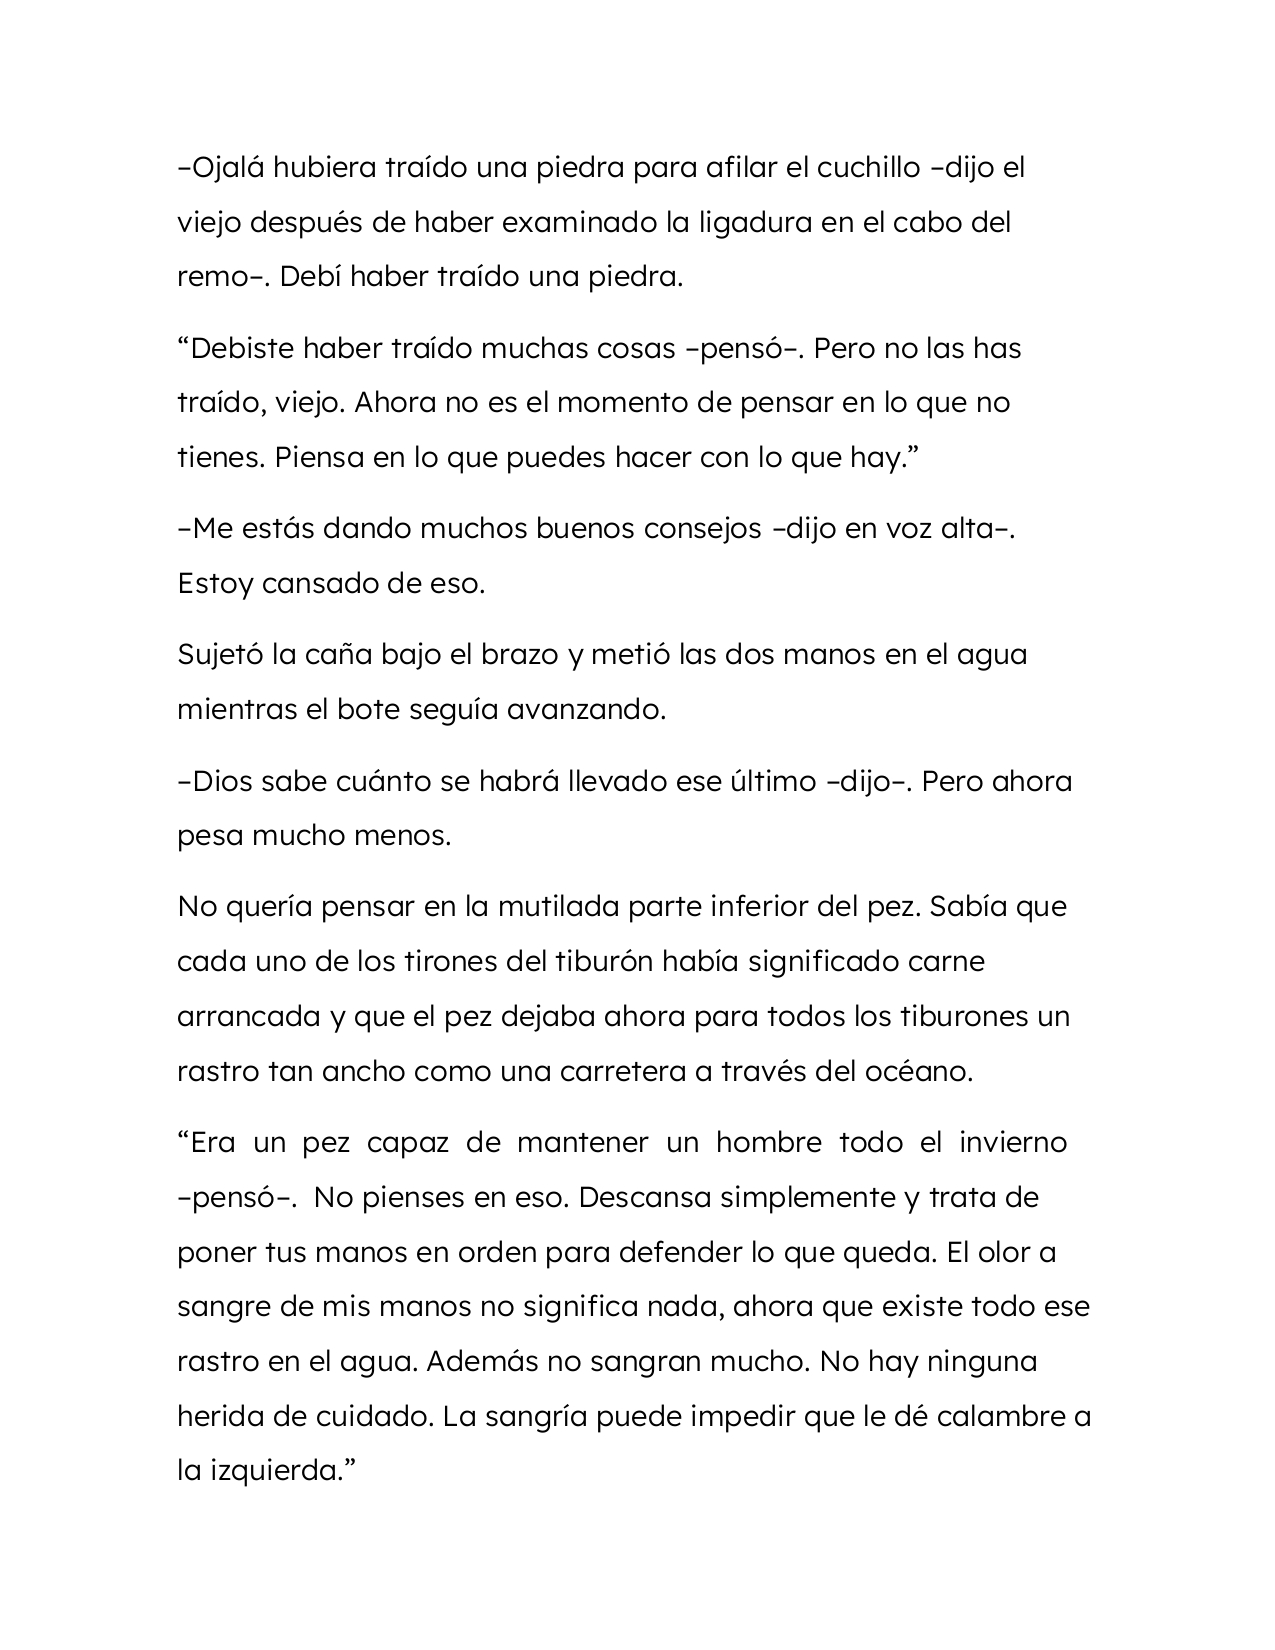 –Ojalá hubiera traído una piedra para afilar el cuchillo –dijo el
viejo después de haber examinado la ligadura en el cabo del
remo–. Debí haber traído una piedra.
“Debiste haber traído muchas cosas –pensó–. Pero no las has
traído, viejo. Ahora no es el momento de pensar en lo que no
tienes. Piensa en lo que puedes hacer con lo que hay.”
–Me estás dando muchos buenos consejos –dijo en voz alta–.
Estoy cansado de eso.
Sujetó la caña bajo el brazo y metió las dos manos en el agua
mientras el bote seguía avanzando.
–Dios sabe cuánto se habrá llevado ese último –dijo–. Pero ahora
pesa mucho menos.
No quería pensar en la mutilada parte inferior del pez. Sabía que
cada uno de los tirones del tiburón había significado carne
arrancada y que el pez dejaba ahora para todos los tiburones un
rastro tan ancho como una carretera a través del océano.
“Era un pez capaz de mantener un hombre todo el invierno
–pensó–. No pienses en eso. Descansa simplemente y trata de
poner tus manos en orden para defender lo que queda. El olor a
sangre de mis manos no significa nada, ahora que existe todo ese
rastro en el agua. Además no sangran mucho. No hay ninguna
herida de cuidado. La sangría puede impedir que le dé calambre a
la izquierda.”